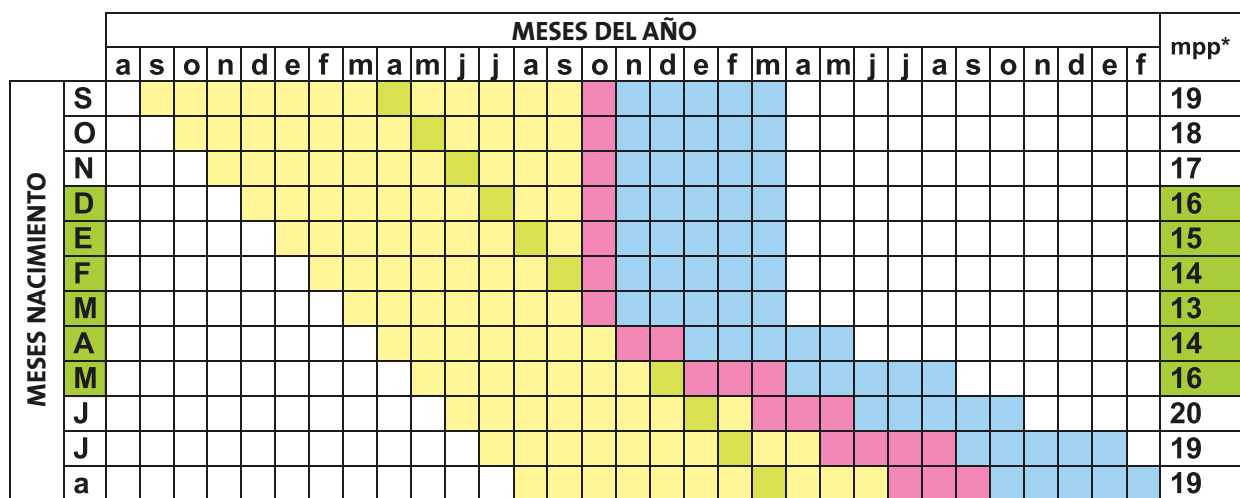 MESES DEL AÑO
mpp*
a s o n d e f m a m j j a s o n d e f m a m j j a s o n d e f
MESES NACIMIENTO
S 19
O 18
N 17
D 16
E 15
F 14
M 13
A 14
M 16
J 20
J 19
a 19